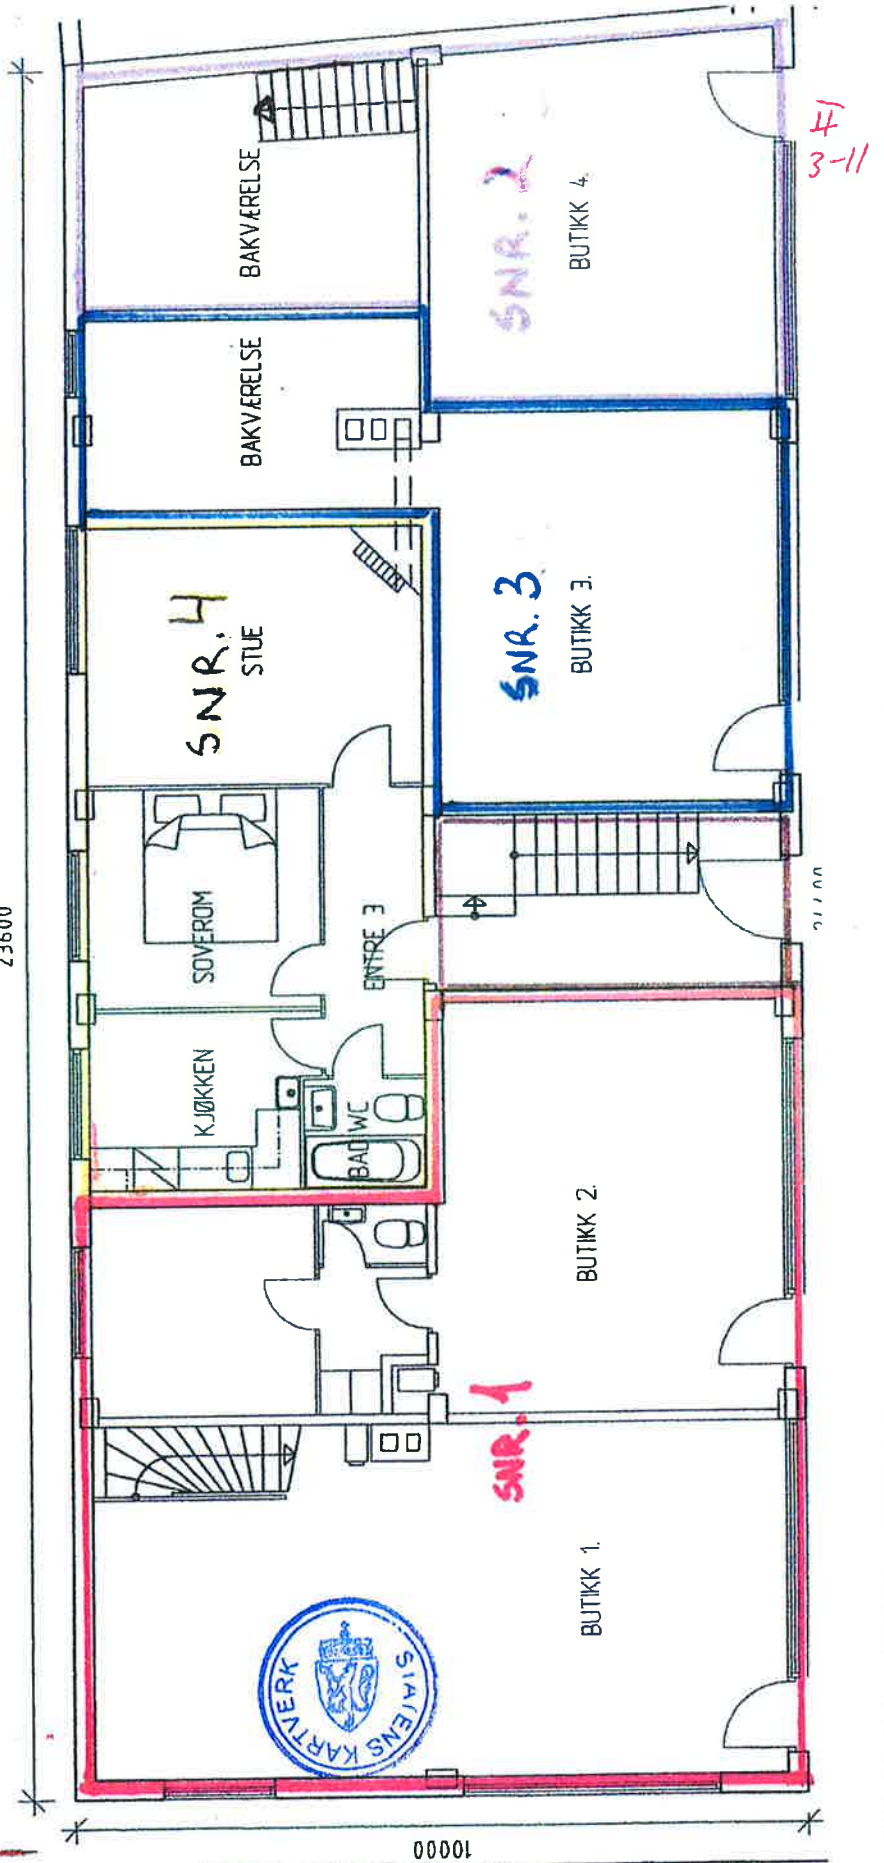 23600
BAKVÆRELSE
BAKVÆRELSE
SNR. 4
STUE
SOVEROM
KJØKKEN
ENTRE 3
BAD
WC
SNR. 2
BUTIKK 4.
3-11
SNR. 3
BUTIKK 3.
BUTIKK 2.
SNR. 1
BUTIKK 1.
STATENS KARTVERK
10000